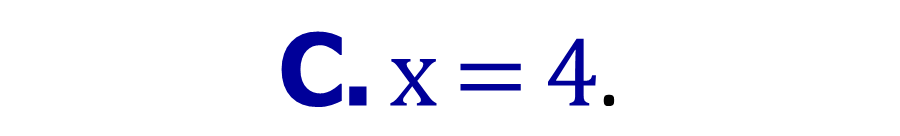 C. x = 4.